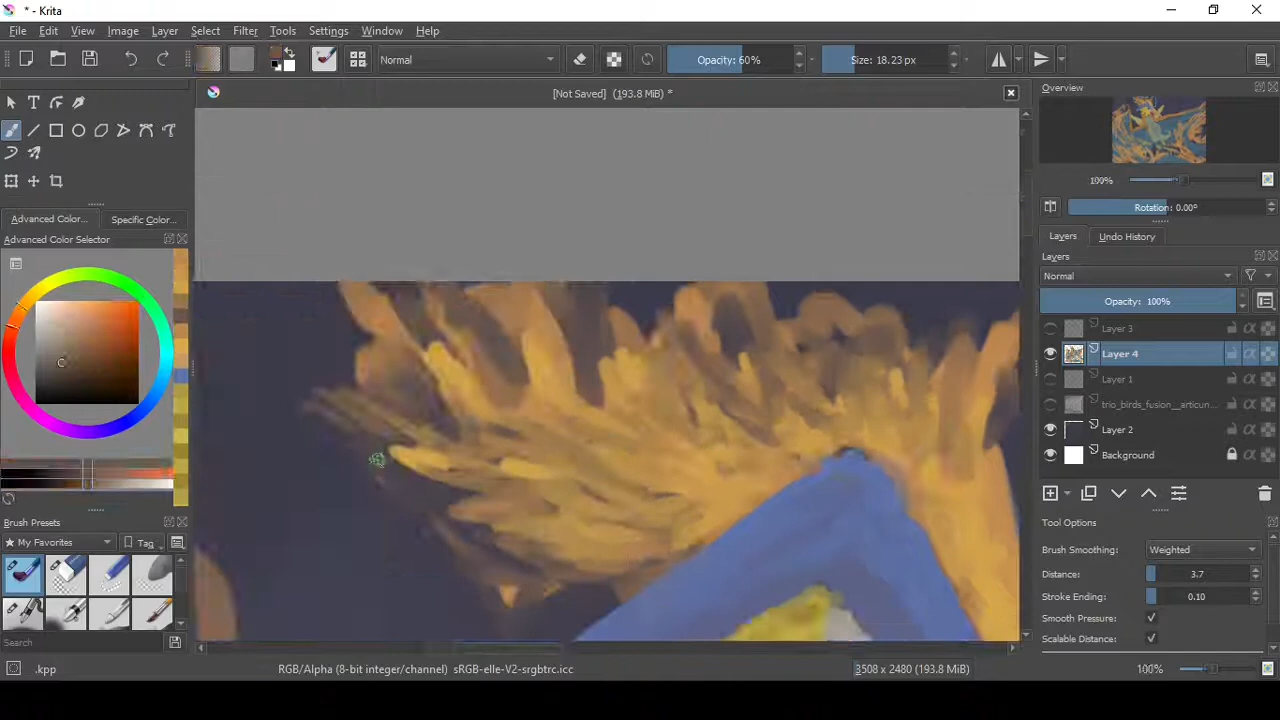 * - Krita
File Edit View Image Layer Select Filter Tools Settings Window Help
Normal
Opacity: 60%
Size: 18.23 px
[Not Saved] (193.8 MiB) *
Overview
100%
Rotation: 0.00°
Advanced Color... Specific Color...
Advanced Color Selector
Layers Undo History
Layers
Normal
Opacity: 100%
Layer 3
Layer 4
Layer 1
trio_birds_fusion__articun...
Layer 2
Background
Brush Presets
My Favorites
Tag
Search
Tool Options
Brush Smoothing: Weighted
Distance: 3.7
Stroke Ending: 0.10
Smooth Pressure:
Scalable Distance:
.kpp
RGB/Alpha (8-bit integer/channel) sRGB-elle-V2-srgbtrc.icc
3508 x 2480 (193.8 MiB)
100%